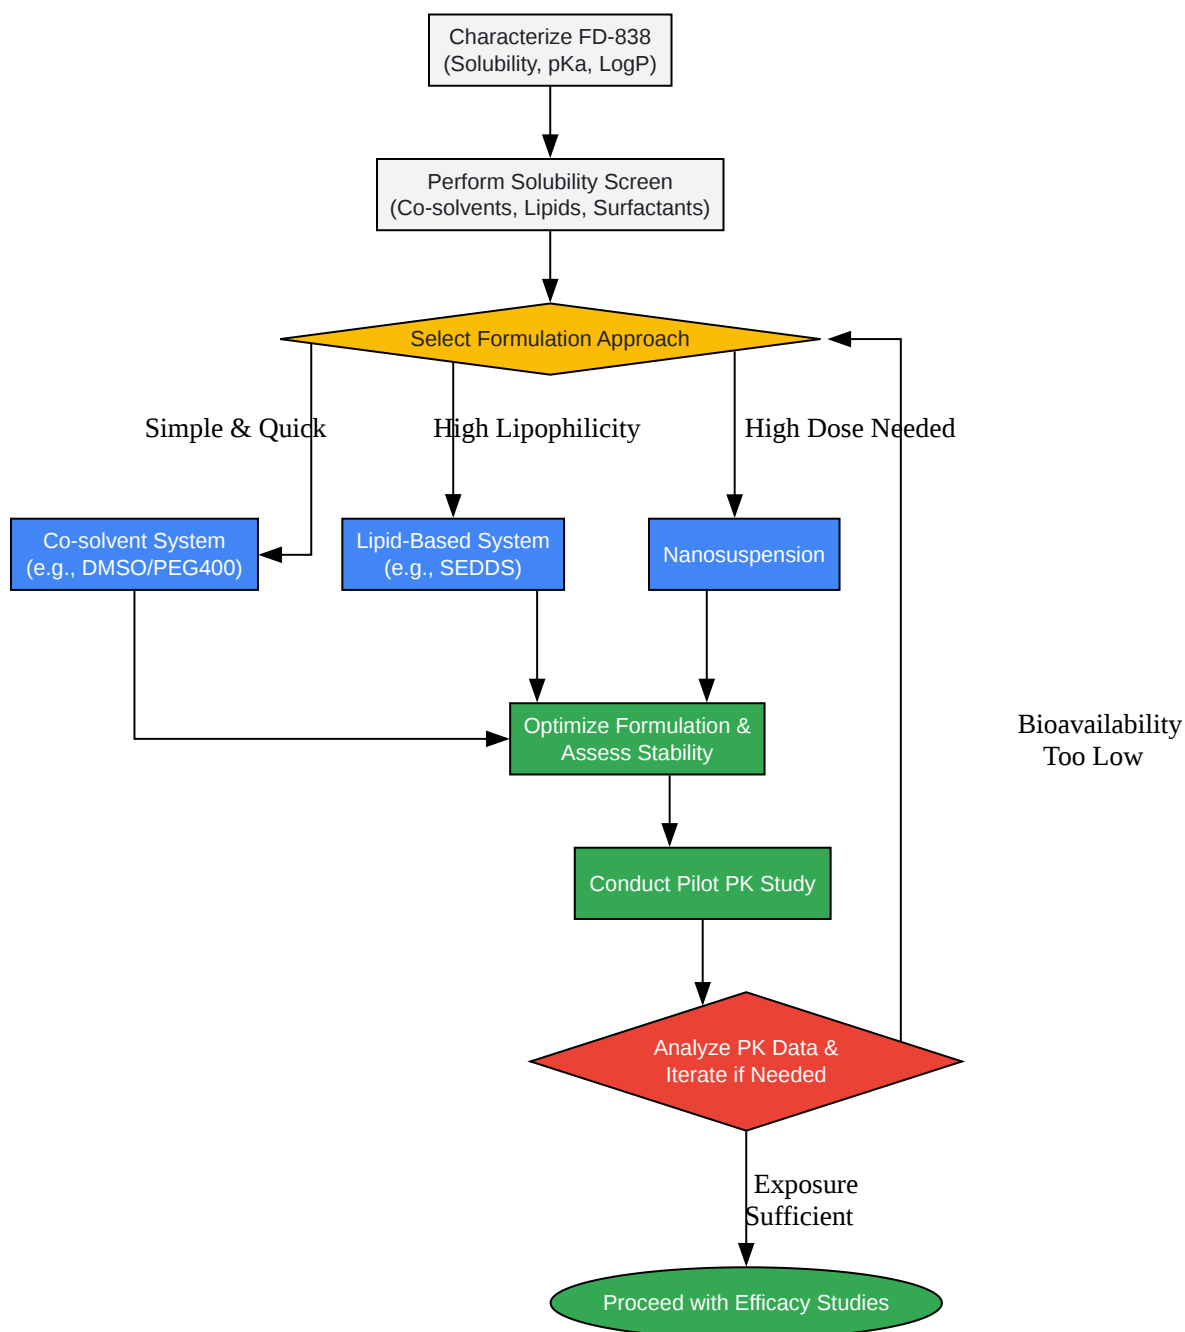 Characterize FD-838
(Solubility, pKa, LogP)
Perform Solubility Screen
(Co-solvents, Lipids, Surfactants)
Select Formulation Approach
Simple & Quick
High Lipophilicity
High Dose Needed
Co-solvent System
(e.g., DMSO/PEG400)
Lipid-Based System
(e.g., SEDDS)
Nanosuspension
Optimize Formulation &
Assess Stability
Bioavailability
Too Low
Conduct Pilot PK Study
Analyze PK Data &
Iterate if Needed
Exposure
Sufficient
Proceed with Efficacy Studies